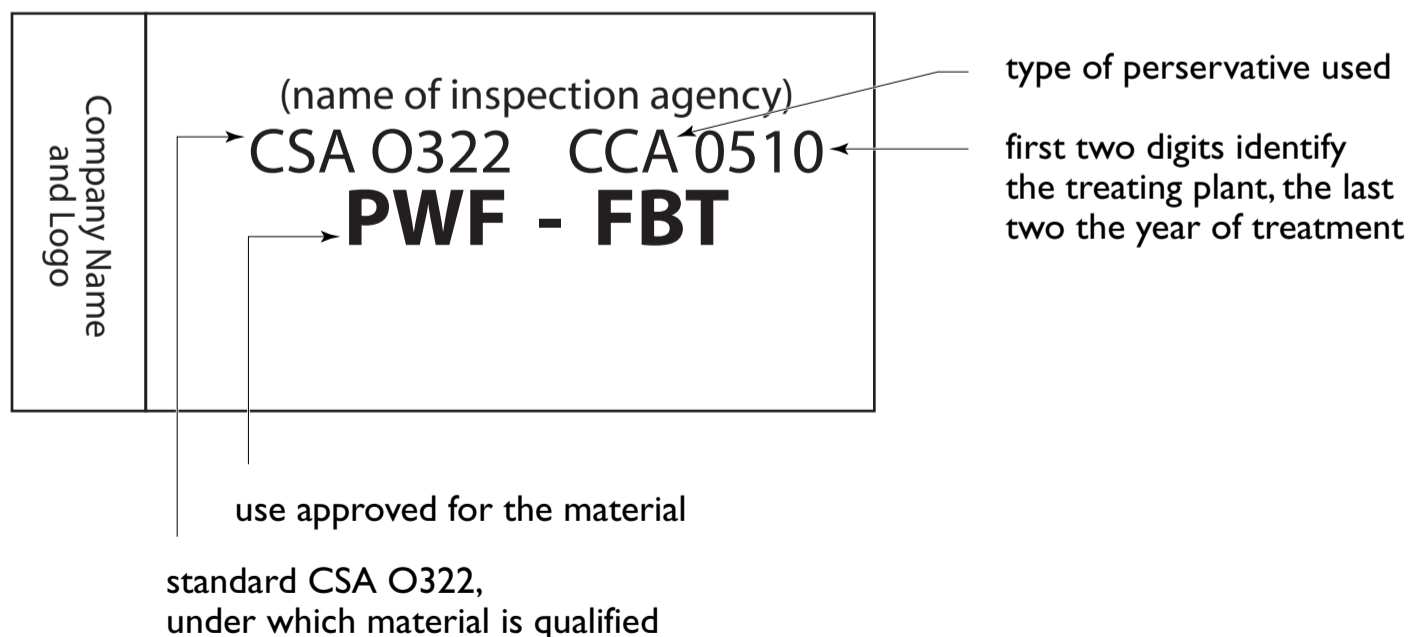 Company Name
and Logo
(name of inspection agency)
CSA O322 CCA 0510
PWF - FBT
type of perservative used
first two digits identify
the treating plant, the last
two the year of treatment
use approved for the material
standard CSA O322,
under which material is qualified